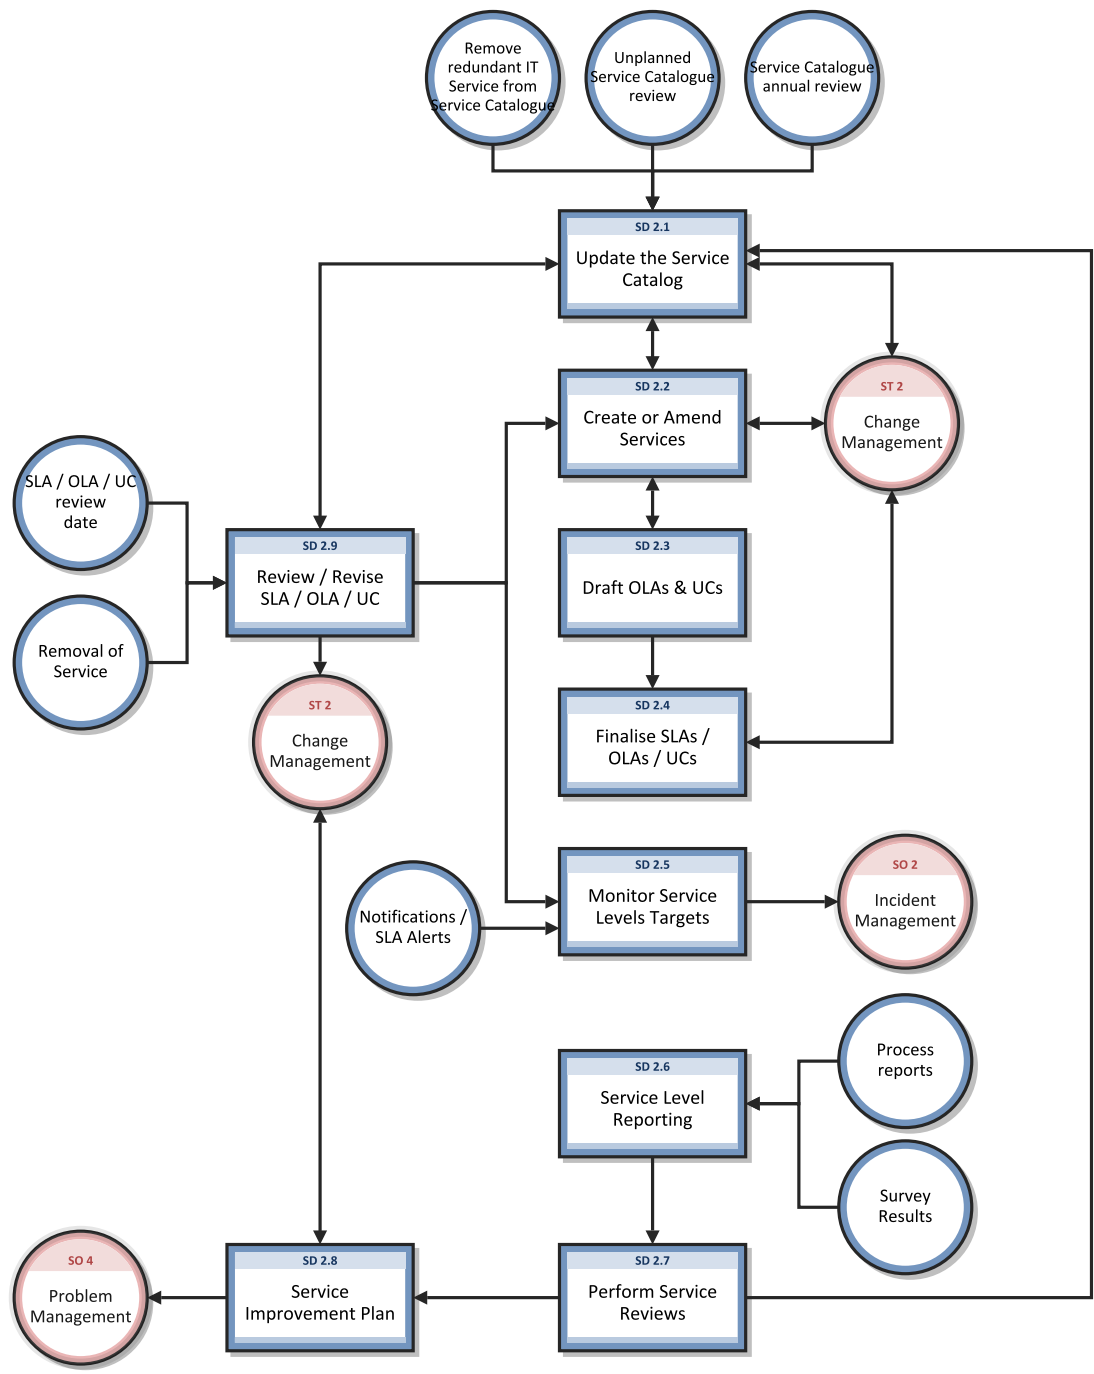 Remove
redundant IT
Service from
Service Catalogue
Unplanned
Service Catalogue
review
Service Catalogue
annual review
SD 2.1
Update the Service
Catalog
SD 2.2
Create or Amend
Services
ST 2
Change
Management
SLA / OLA / UC
review
date
SD 2.9
Review / Revise
SLA / OLA / UC
SD 2.3
Draft OLAs & UCs
Removal of
Service
ST 2
Change
Management
SD 2.4
Finalise SLAs /
OLAs / UCs
Notifications /
SLA Alerts
SD 2.5
Monitor Service
Levels Targets
SO 2
Incident
Management
SD 2.6
Service Level
Reporting
Process
reports
Survey
Results
SO 4
Problem
Management
SD 2.8
Service
Improvement Plan
SD 2.7
Perform Service
Reviews